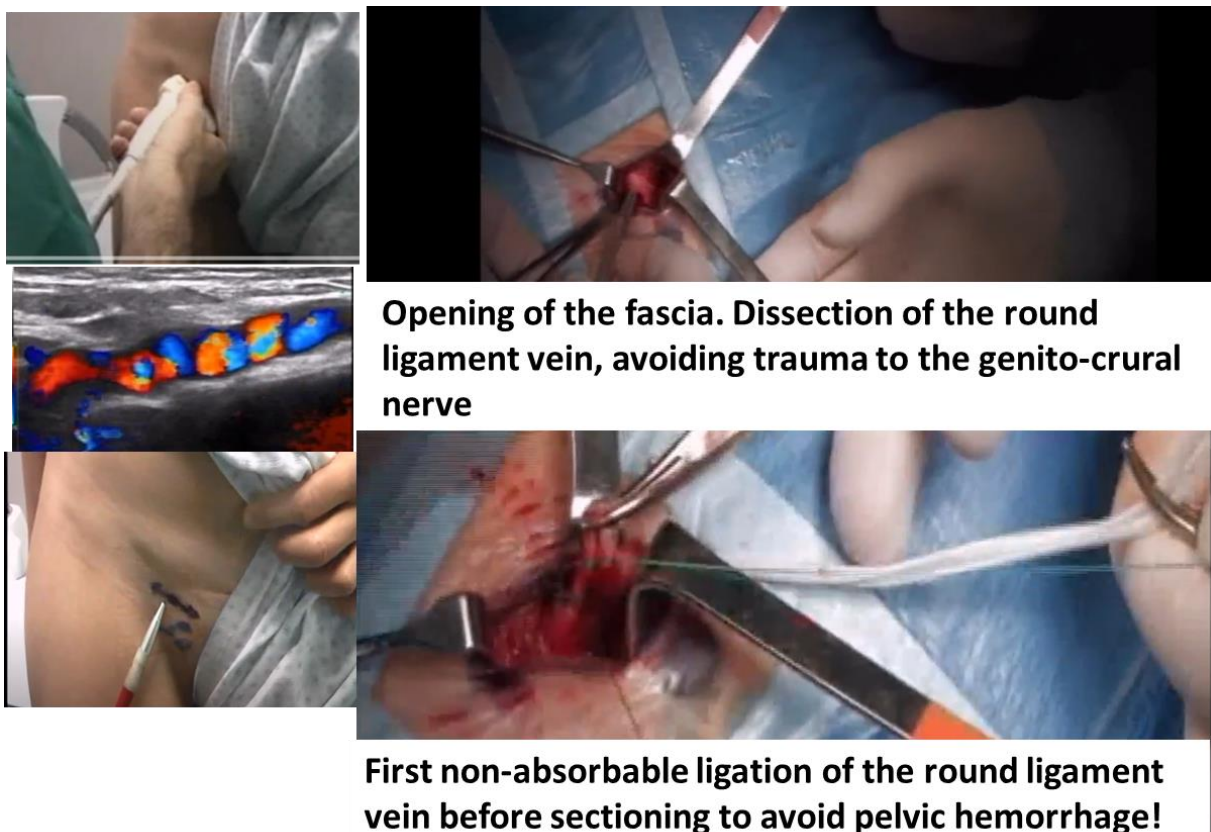 Opening of the fascia. Dissection of the round
ligament vein, avoiding trauma to the genito-crural
nerve
First non-absorbable ligation of the round ligament
vein before sectioning to avoid pelvic hemorrhage!